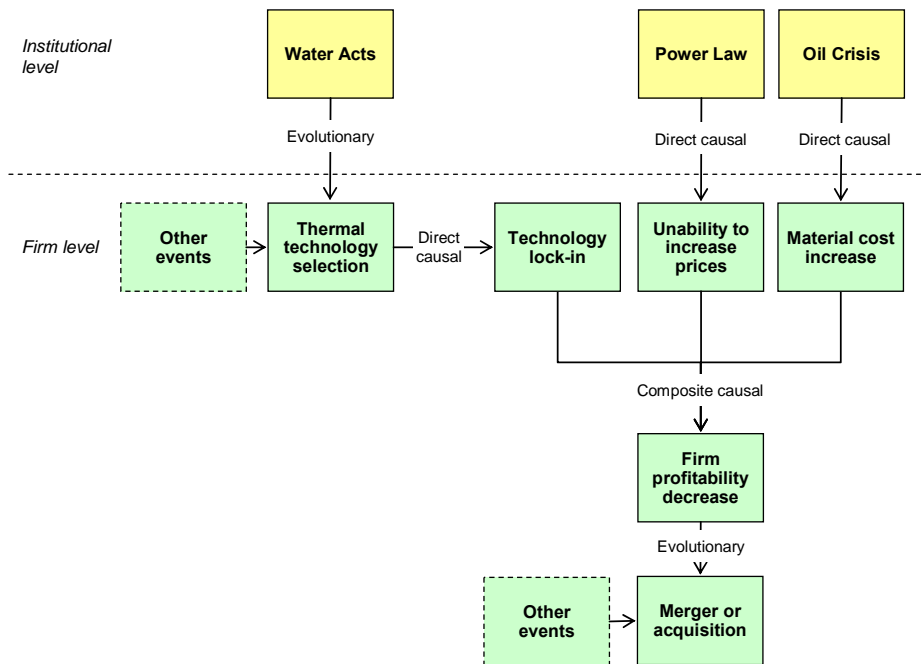 Institutional
level
Water Acts
Power Law
Oil Crisis
Evolutionary
Direct causal
Direct causal
Firm level
Other
events
Thermal
technology
selection
Direct
causal
Technology
lock-in
Unability to
increase
prices
Material cost
increase
Composite causal
Firm
profitability
decrease
Evolutionary
Other
events
Merger or
acquisition